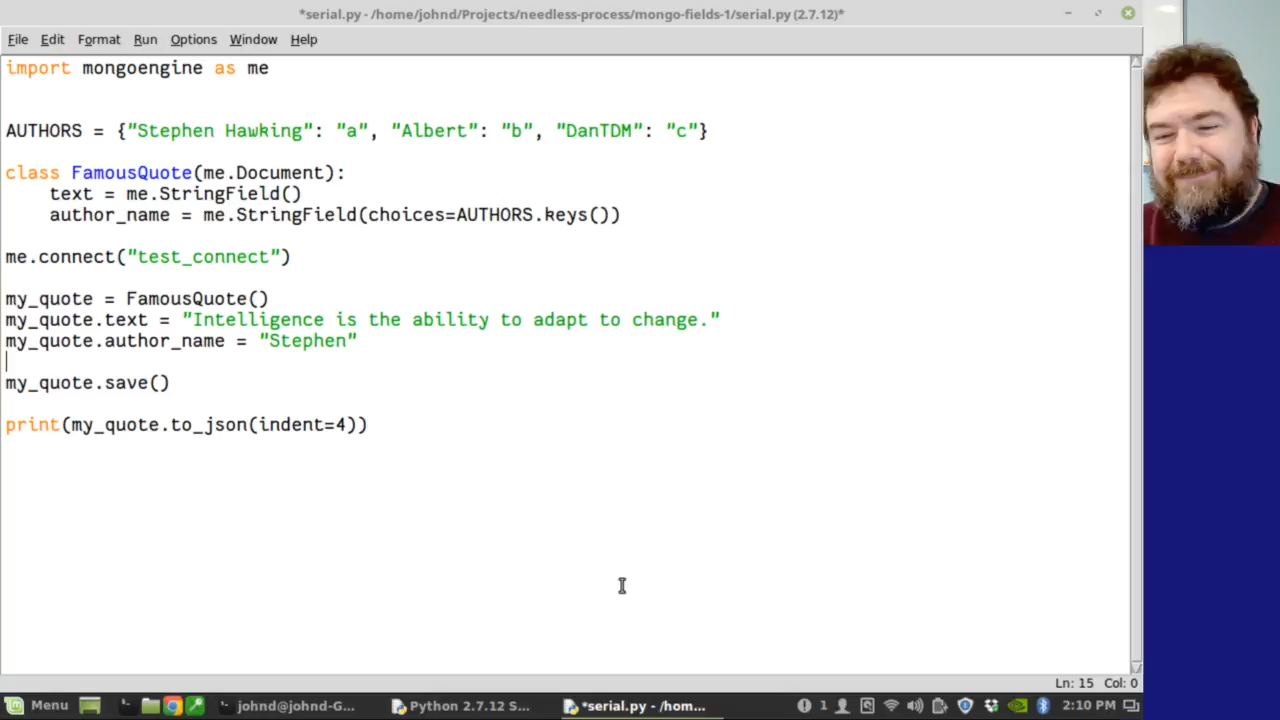 *serial.py - /home/johnd/Projects/needless-process/mongo-fields-1/serial.py (2.7.12)*
File Edit Format Run Options Window Help
import mongoengine as me
AUTHORS = {"Stephen Hawking": "a", "Albert": "b", "DanTDM": "c"}
class FamousQuote(me.Document):
    text = me.StringField()
    author_name = me.StringField(choices=AUTHORS.keys())
me.connect("test_connect")
my_quote = FamousQuote()
my_quote.text = "Intelligence is the ability to adapt to change."
my_quote.author_name = "Stephen"
my_quote.save()
print(my_quote.to_json(indent=4))
Ln: 15 Col: 0
Menu johnd@johnd-G... Python 2.7.12 S... *serial.py - /hom... 1 2:10 PM